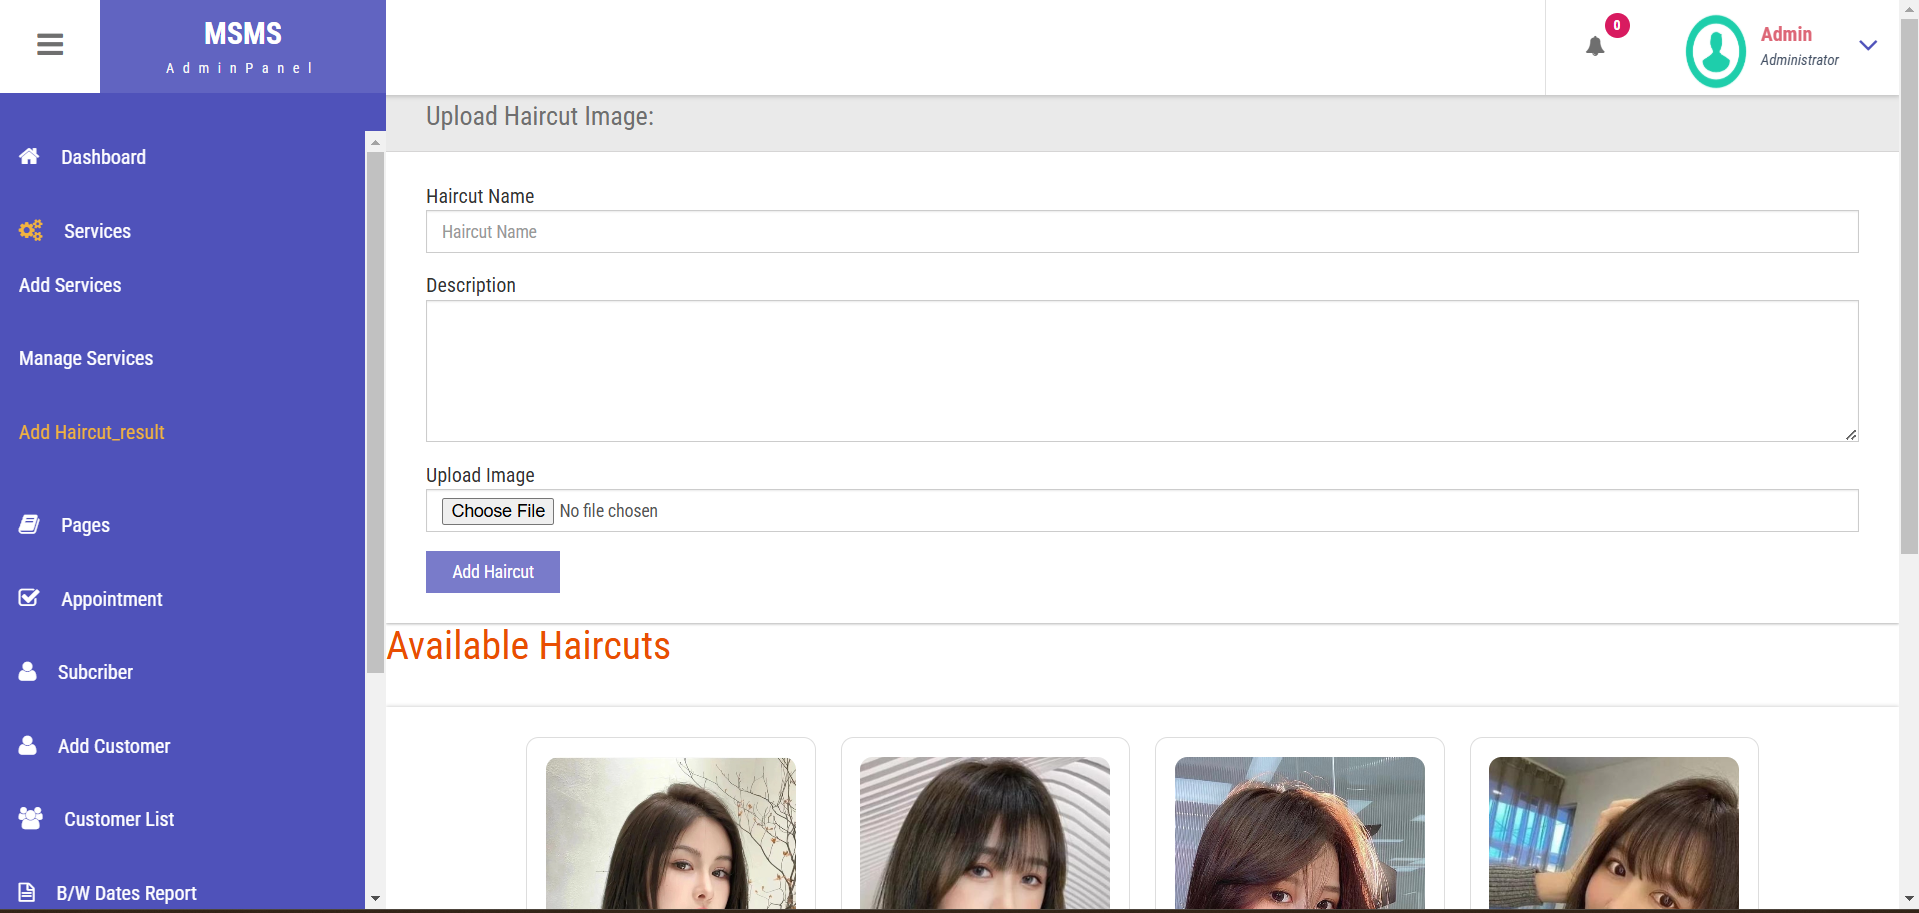 MSMS
AdminPanel
0
Admin
Administrator
Dashboard
Services
Add Services
Manage Services
Add Haircut_result
Pages
Appointment
Subcriber
Add Customer
Customer List
B/W Dates Report
Upload Haircut Image:
Haircut Name
Haircut Name
Description
Upload Image
Choose File No file chosen
Add Haircut
Available Haircuts